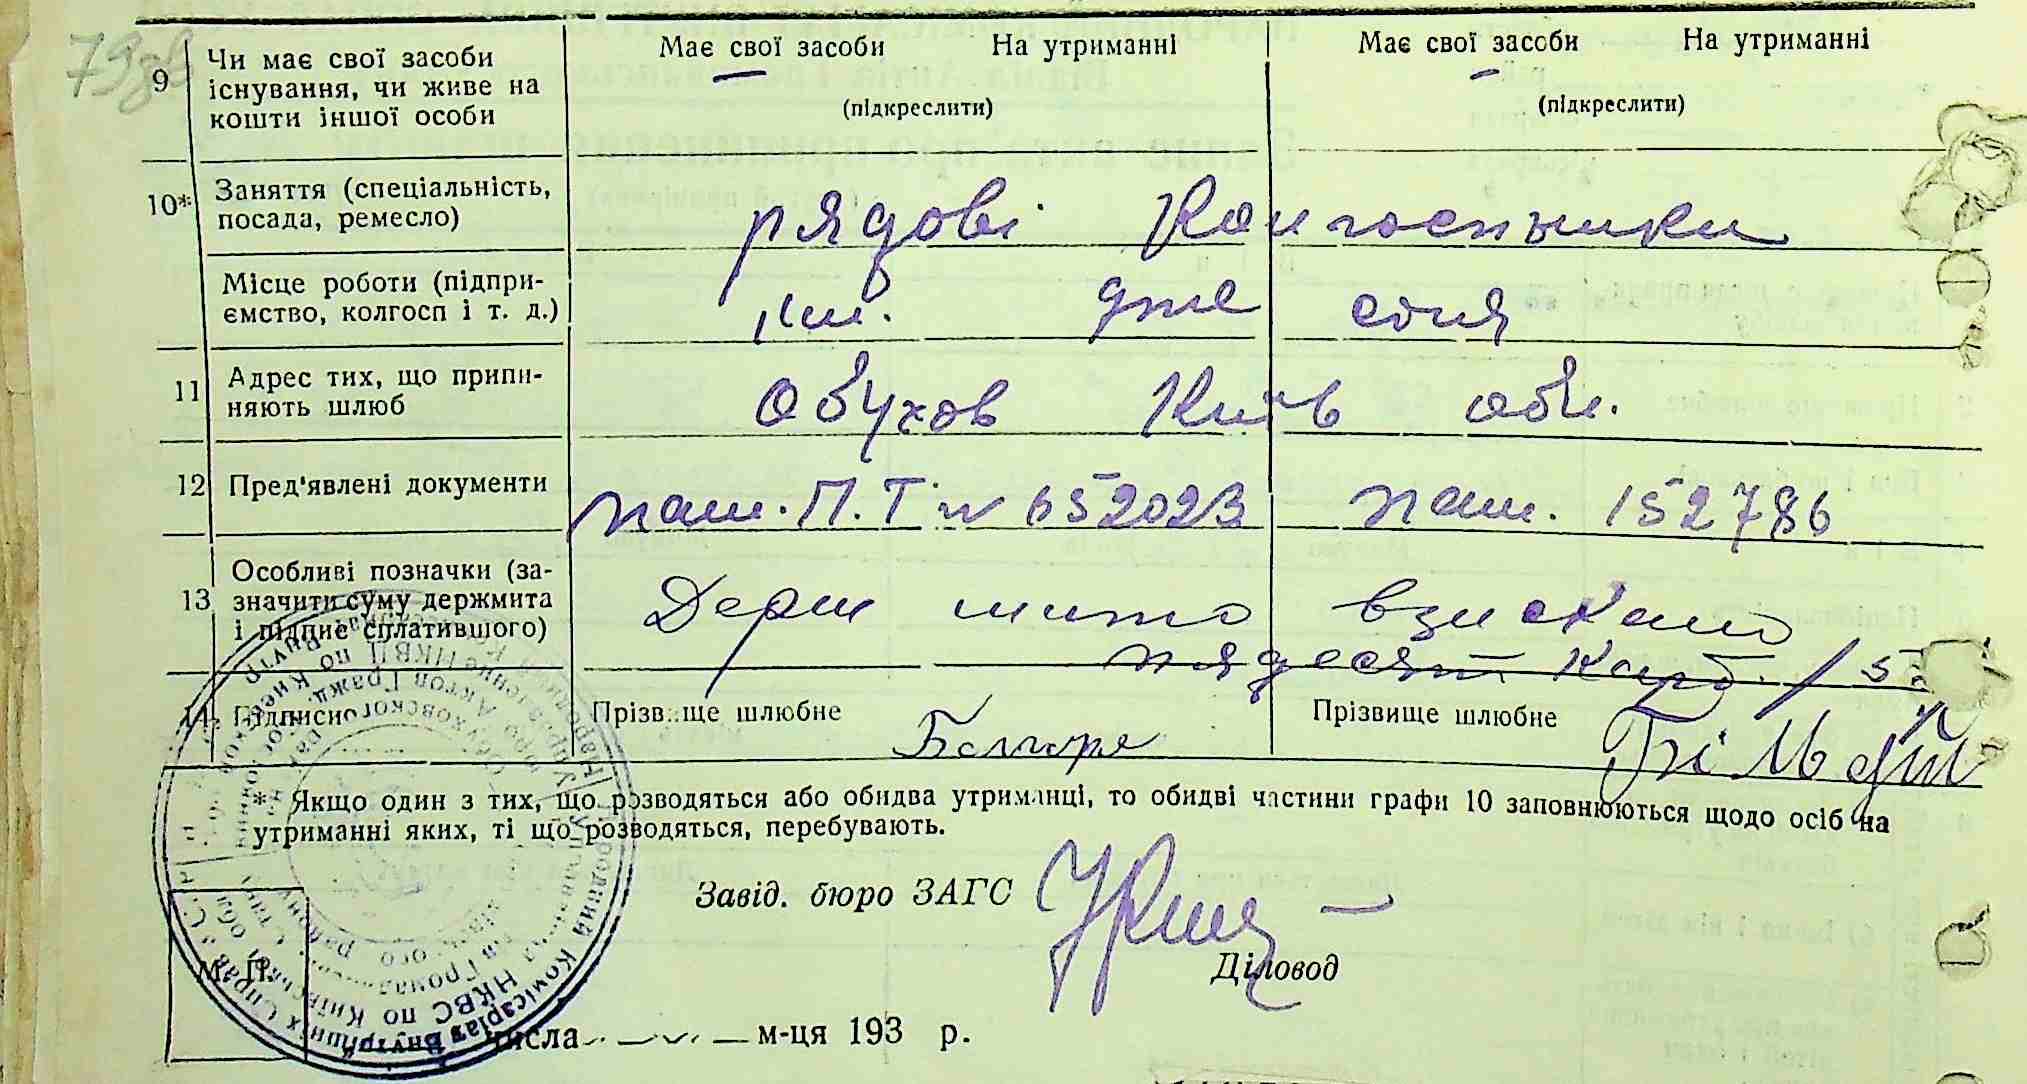 79зв
9 Чи має свої засоби існування, чи живе на кошти іншої особи
Має свої засоби На утриманні
(підкреслити)
Має свої засоби На утриманні
(підкреслити)
10* Заняття (спеціальність, посада, ремесло)
рядові Колгоспники
Місце роботи (підприємство, колгосп і т. д.)
11 Адрес тих, що припиняють шлюб
Обухов Київ обл.
12 Пред'явлені документи
паш. П.Т № 652023 паш. 152786
13 Особливі позначки (зазначити суму держмита і підпис сплатившого)
Держ мито взискано
пядесят карб. / 5
14. Підписи
Прізвище шлюбне
Прізвище шлюбне
* Якщо один з тих, що розводяться або обидва утриманці, то обидві частини графи 10 заповнюються щодо осіб на
утриманні яких, ті що розводяться, перебувають.
Завід. бюро ЗАГС
Діловод
М. П.
числа м-ця 193 р.